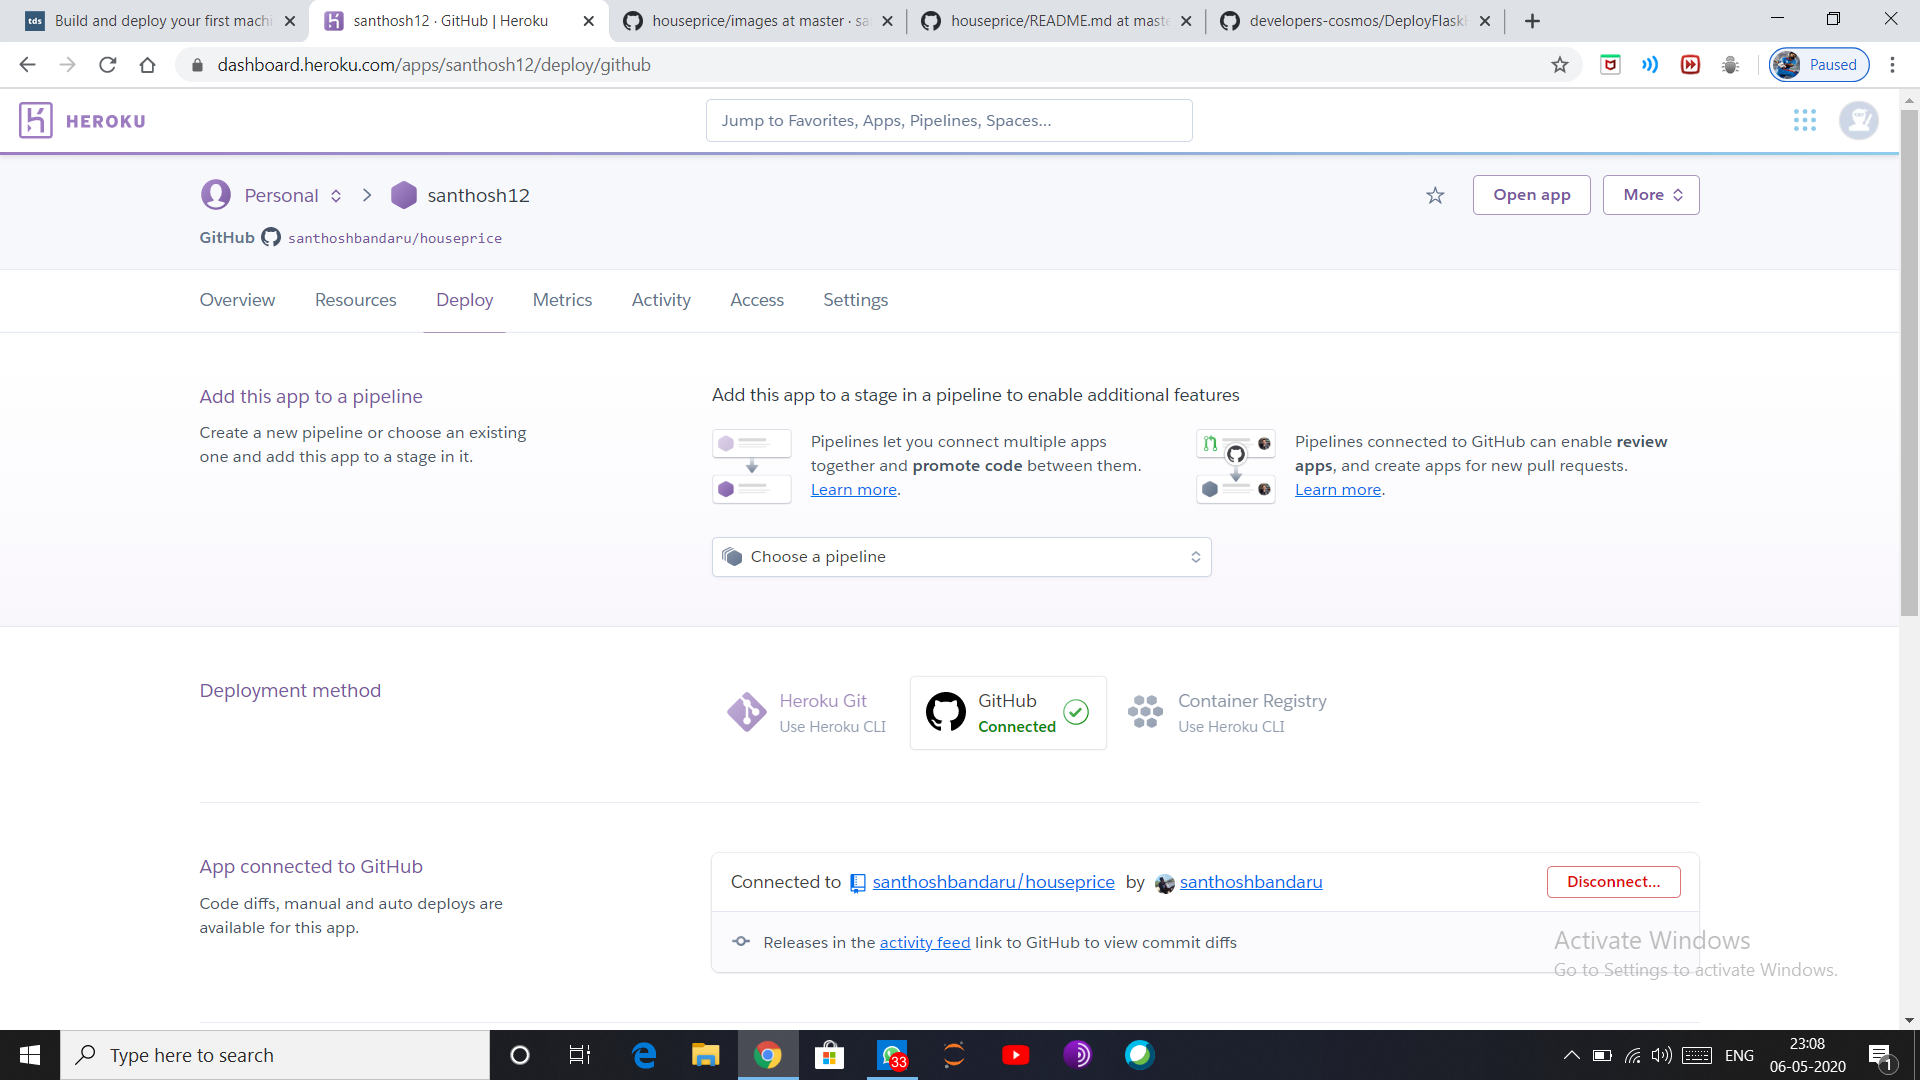 tds Build and deploy your first machi
santhosh12 · GitHub | Heroku
houseprice/images at master · sa
houseprice/README.md at maste
developers-cosmos/DeployFlask
dashboard.heroku.com/apps/santhosh12/deploy/github
Paused
HEROKU
Jump to Favorites, Apps, Pipelines, Spaces...
Personal
santhosh12
Open app
More
GitHub santhoshbandaru/houseprice
Overview Resources Deploy Metrics Activity Access Settings
Add this app to a pipeline
Create a new pipeline or choose an existing
one and add this app to a stage in it.
Add this app to a stage in a pipeline to enable additional features
Pipelines let you connect multiple apps
together and promote code between them.
Learn more.
Pipelines connected to GitHub can enable review
apps, and create apps for new pull requests.
Learn more.
Choose a pipeline
Deployment method
Heroku Git
Use Heroku CLI
GitHub
Connected
Container Registry
Use Heroku CLI
App connected to GitHub
Code diffs, manual and auto deploys are
available for this app.
Connected to santhoshbandaru/houseprice by santhoshbandaru
Disconnect...
Releases in the activity feed link to GitHub to view commit diffs
Activate Windows
Go to Settings to activate Windows.
Type here to search
33
ENG
23:08
06-05-2020
1